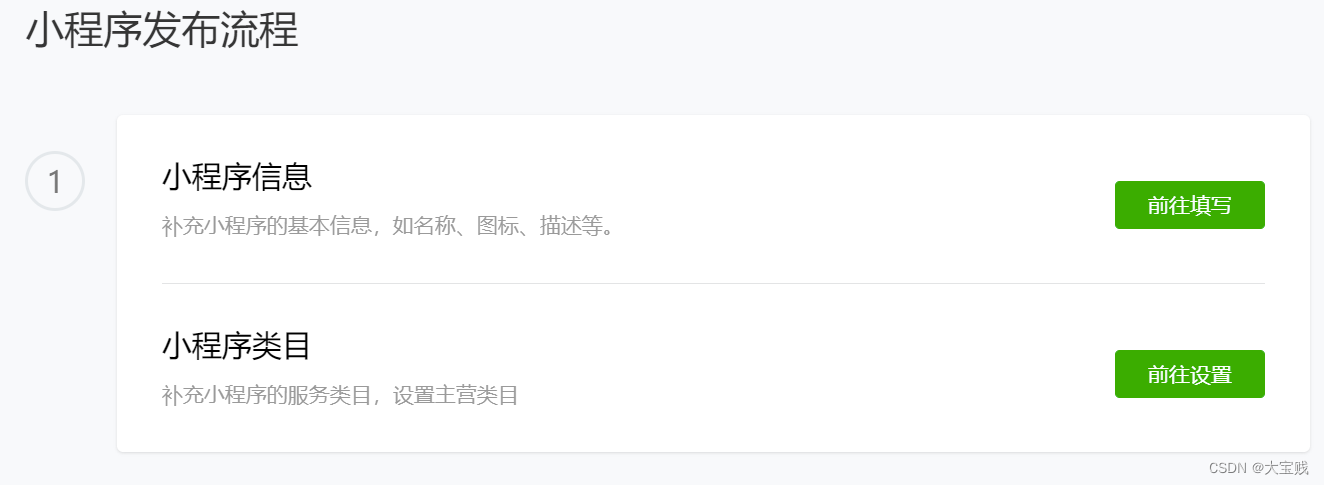 小程序发布流程
1
小程序信息
补充小程序的基本信息，如名称、图标、描述等。
前往填写
小程序类目
补充小程序的服务类目，设置主营类目
前往设置
CSDN @大宝贱